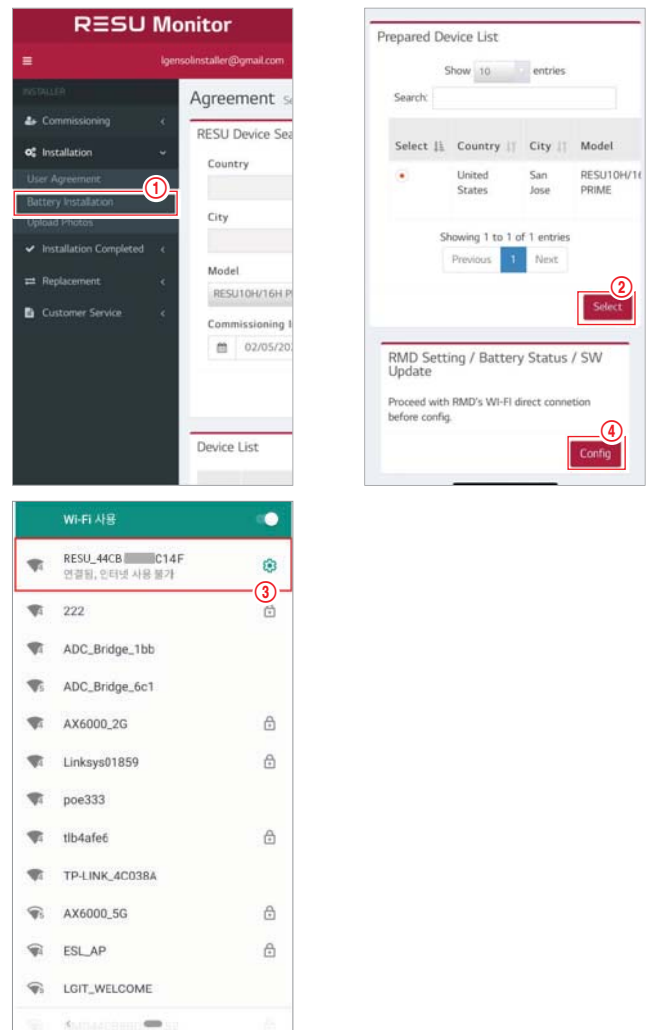 RESU Monitor
lgensolinstaller@gmail.com
INSTALLER
Commissioning
Installation
User Agreement
①
Battery Installation
Upload Photos
Installation Completed
Replacement
Customer Service
Agreement
RESU Device Sea
Country
City
Model
RESU10H/16H P
Commissioning I
02/05/20
Device List
Prepared Device List
Show 10 entries
Search:
Select Country City Model
United States San Jose RESU10H/16 PRIME
Showing 1 to 1 of 1 entries
Previous 1 Next
②
Select
RMD Setting / Battery Status / SW
Update
Proceed with RMD's WI-FI direct connetion
before config.
④
Config
Wi-Fi 사용
RESU_44CB C14F
연결됨, 인터넷 사용 불가
③
222
ADC_Bridge_1bb
ADC_Bridge_6c1
AX6000_2G
Linksys01859
poe333
tlb4afe6
TP-LINK_4C038A
AX6000_5G
ESL_AP
LGIT_WELCOME